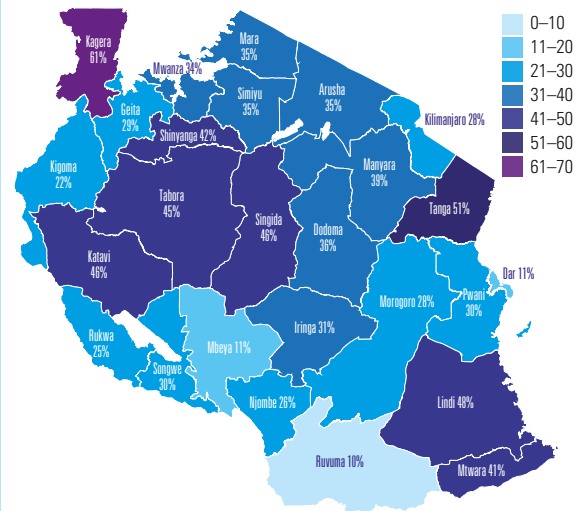 Kagera
61%
Mwanza 34%
Mara
35%
Geita
29%
Simiyu
35%
Arusha
35%
Kilimanjaro 28%
Shinyanga 42%
Kigoma
22%
Tabora
45%
Singida
46%
Manyara
39%
Tanga 51%
Dodoma
36%
Katavi
46%
Dar 11%
Morogoro 28%
Pwani
30%
Rukwa
25%
Mbeya 11%
Iringa 31%
Songwe
30%
Njombe 26%
Lindi 48%
Ruvuma 10%
Mtwara 41%
0–10
11–20
21–30
31–40
41–50
51–60
61–70